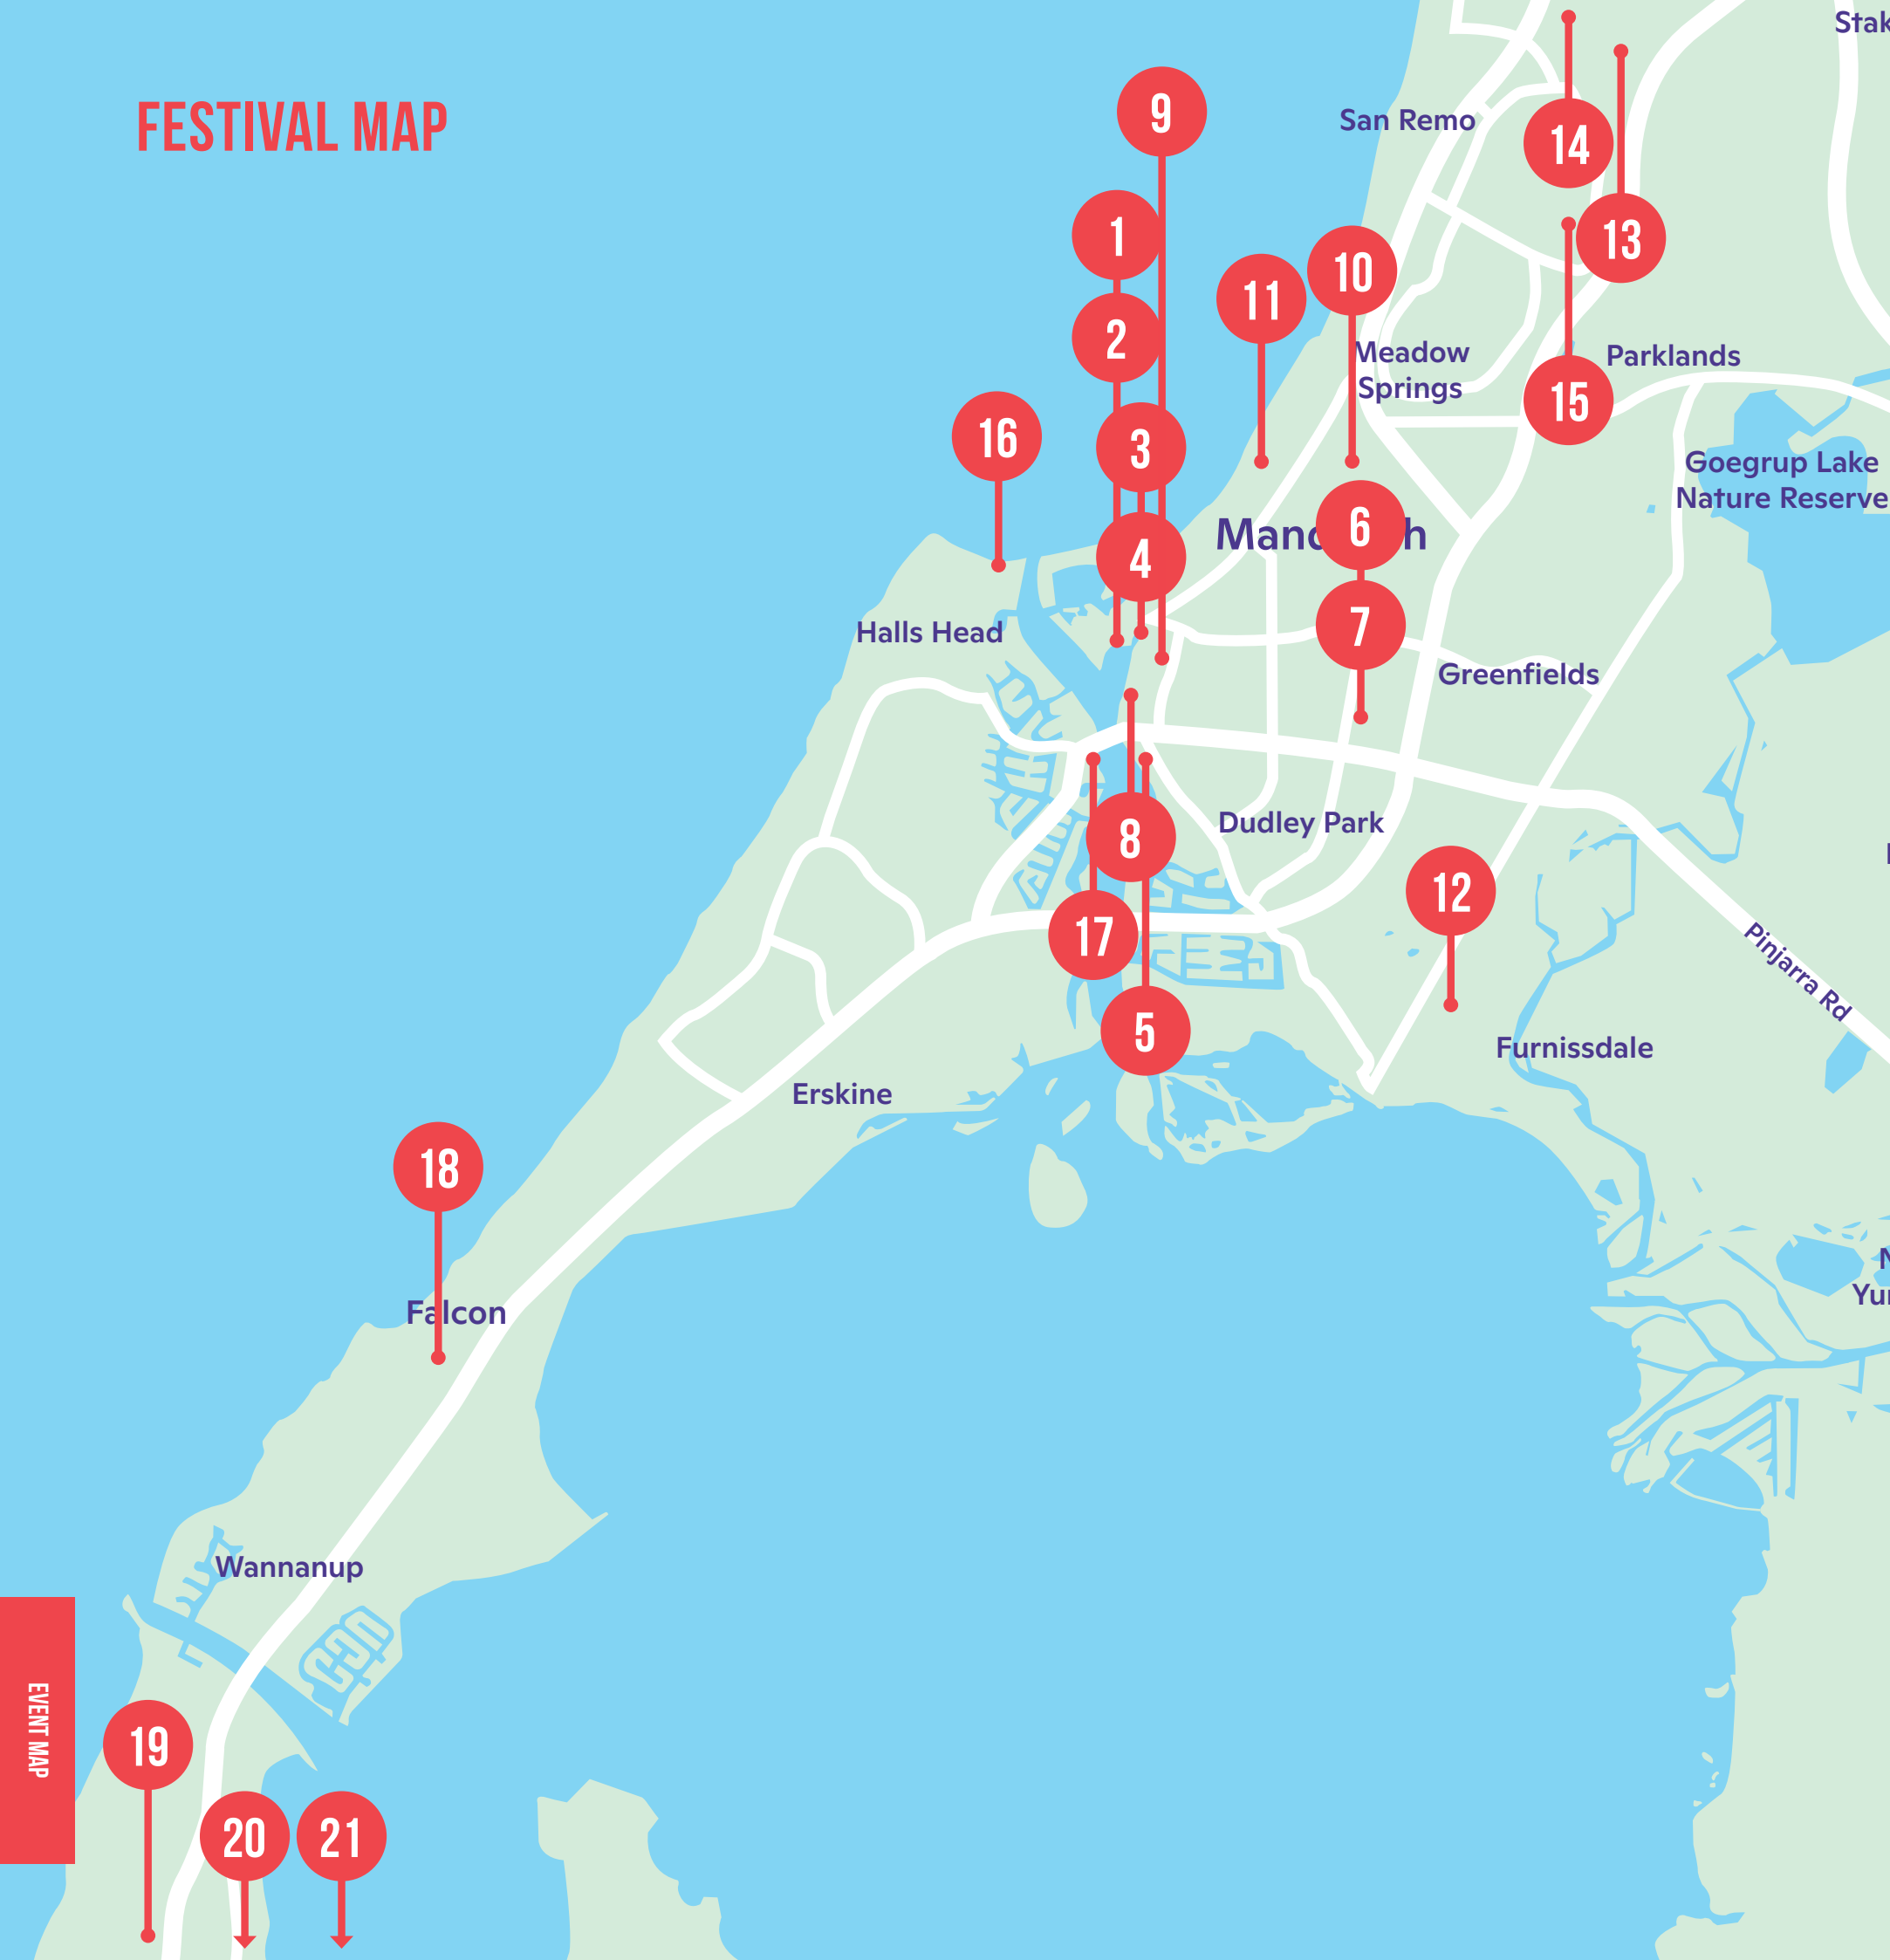 FESTIVAL MAP
San Remo
9
14
1
13
2
11
10
Meadow
Springs
Parklands
15
16
3
Goegrup Lake
Nature Reserve
4
6
7
Halls Head
Greenfields
8
Dudley Park
12
17
Pinjarra Rd
5
Furnissdale
Erskine
18
Falcon
Wannanup
EVENT MAP
19
20
21